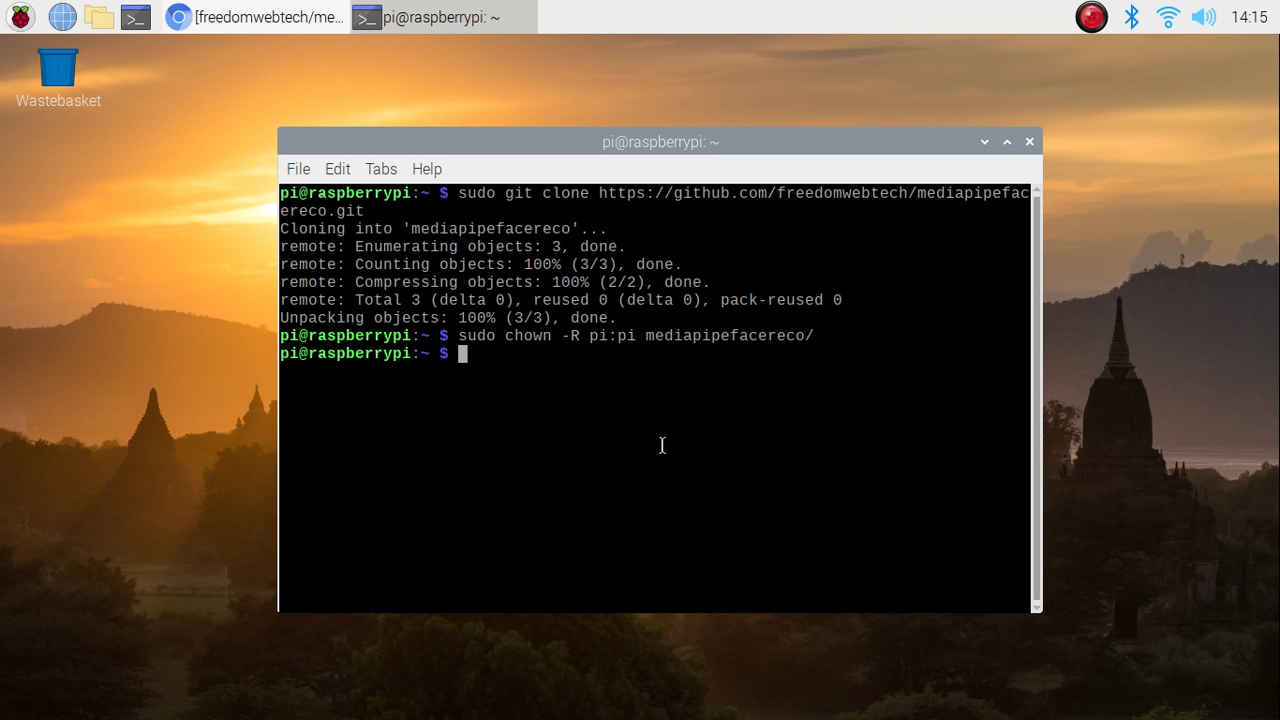 [freedomwebtech/me...
pi@raspberrypi: ~
14:15
Wastebasket
pi@raspberrypi: ~
File Edit Tabs Help
pi@raspberrypi:~ $ sudo git clone https://github.com/freedomwebtech/mediapipefac
ereco.git
Cloning into 'mediapipefacereco'...
remote: Enumerating objects: 3, done.
remote: Counting objects: 100% (3/3), done.
remote: Compressing objects: 100% (2/2), done.
remote: Total 3 (delta 0), reused 0 (delta 0), pack-reused 0
Unpacking objects: 100% (3/3), done.
pi@raspberrypi:~ $ sudo chown -R pi:pi mediapipefacereco/
pi@raspberrypi:~ $